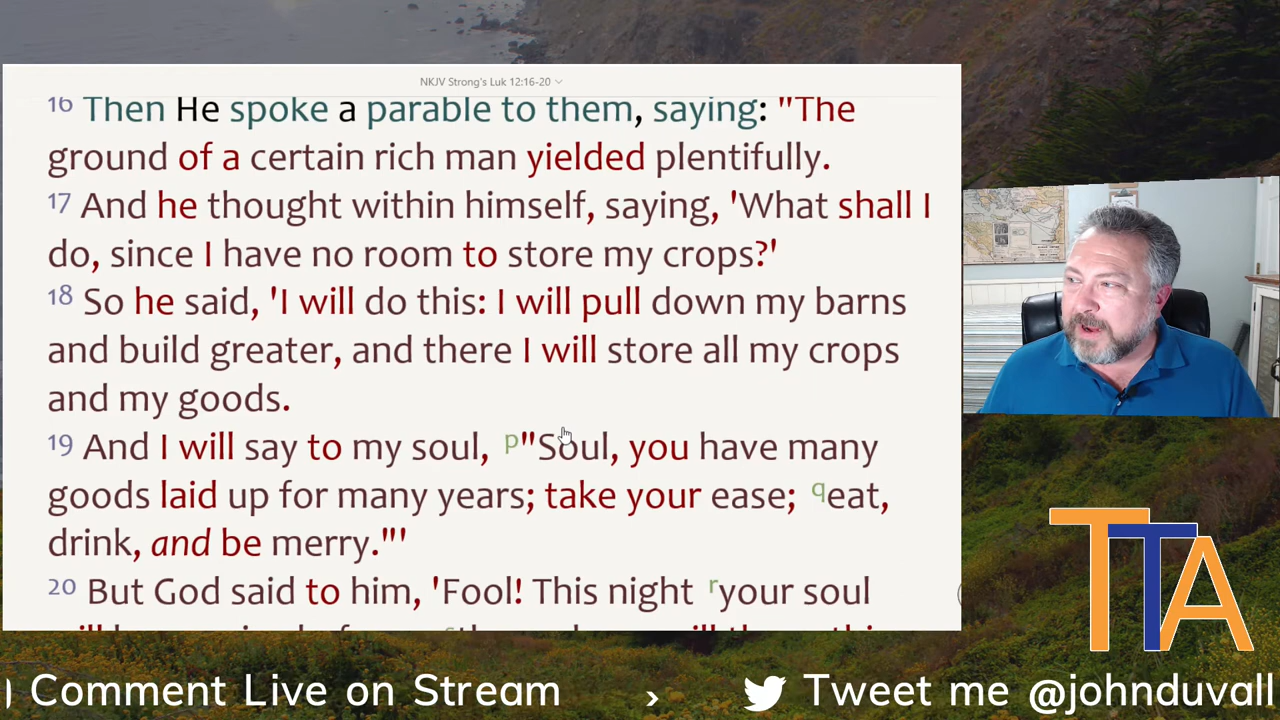 NKJV Strong's Luk 12:16-20
16 Then He spoke a parable to them, saying: "The
ground of a certain rich man yielded plentifully.
17 And he thought within himself, saying, 'What shall I
do, since I have no room to store my crops?'
18 So he said, 'I will do this: I will pull down my barns
and build greater, and there I will store all my crops
and my goods.
19 And I will say to my soul, p"Soul, you have many
goods laid up for many years; take your ease; qeat,
drink, and be merry."'
20 But God said to him, 'Fool! This night ryour soul
TTA
) Comment Live on Stream › Tweet me @johnduvall